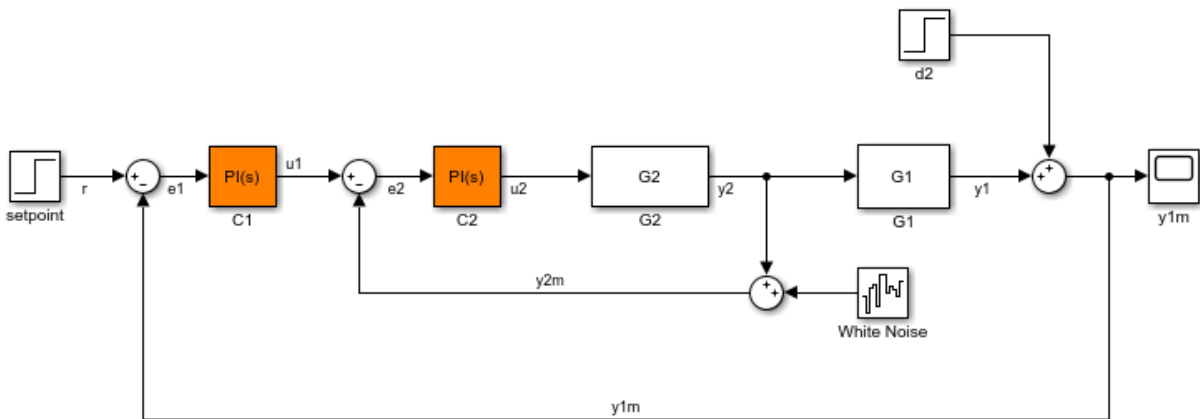 d2
u1
PI(s)
PI(s)
G2
G1
r
e1
e2
u2
y2
y1
setpoint
C1
C2
G2
G1
y1m
y2m
White Noise
y1m